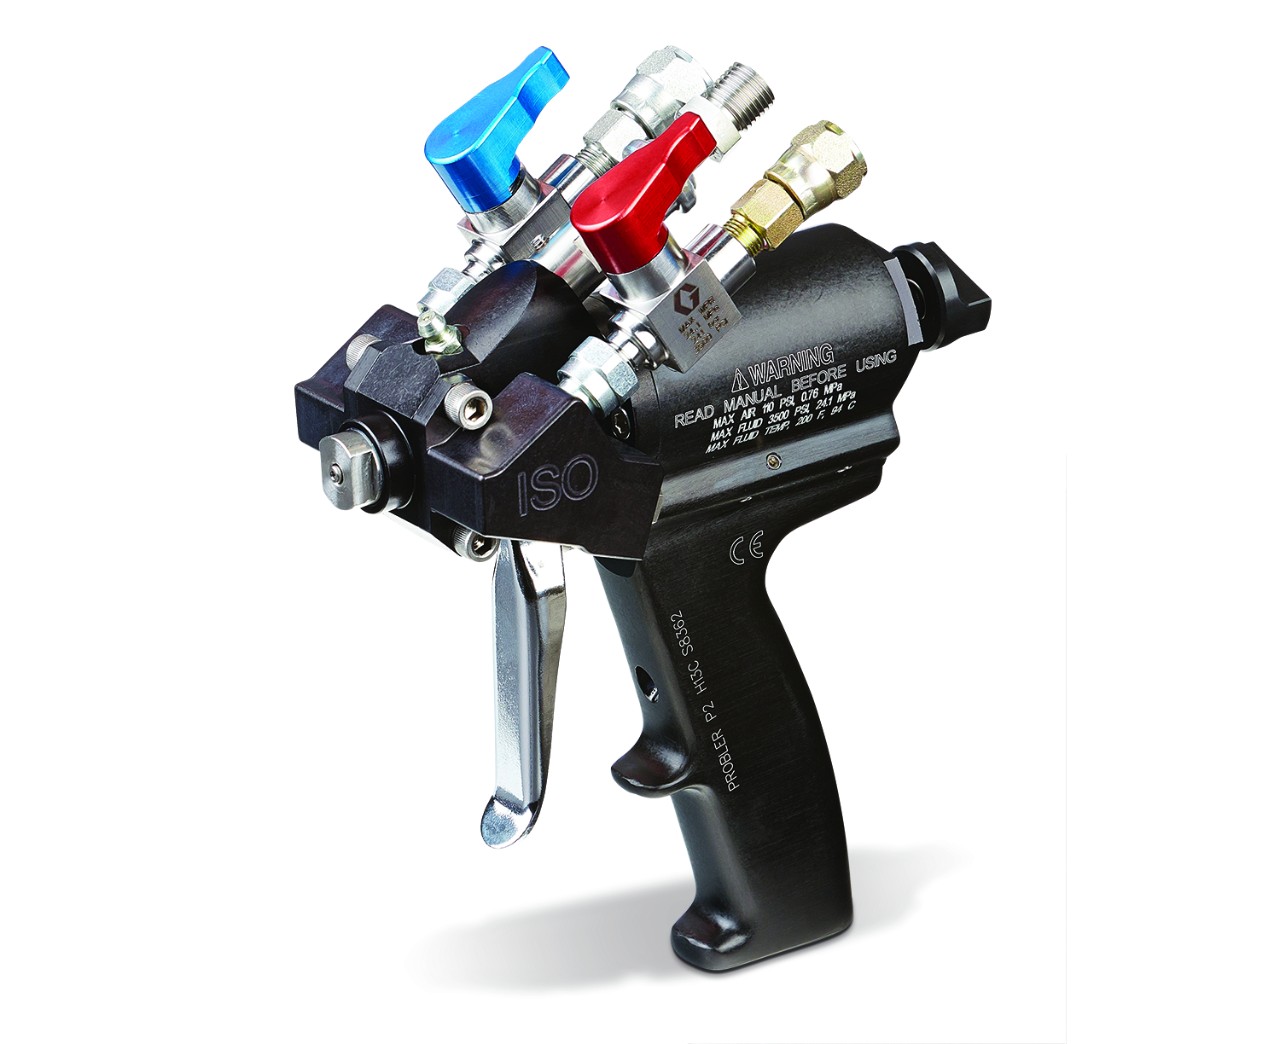 G
⚠ WARNING
READ MANUAL BEFORE USING
MAX AIR 110 PSI, 0.76 MPa
MAX FLUID 3500 PSI, 24.1 MPa
MAX FLUID TEMP. 200 F, 94 C
ISO
CE
PROBLER P2 H13C S8362